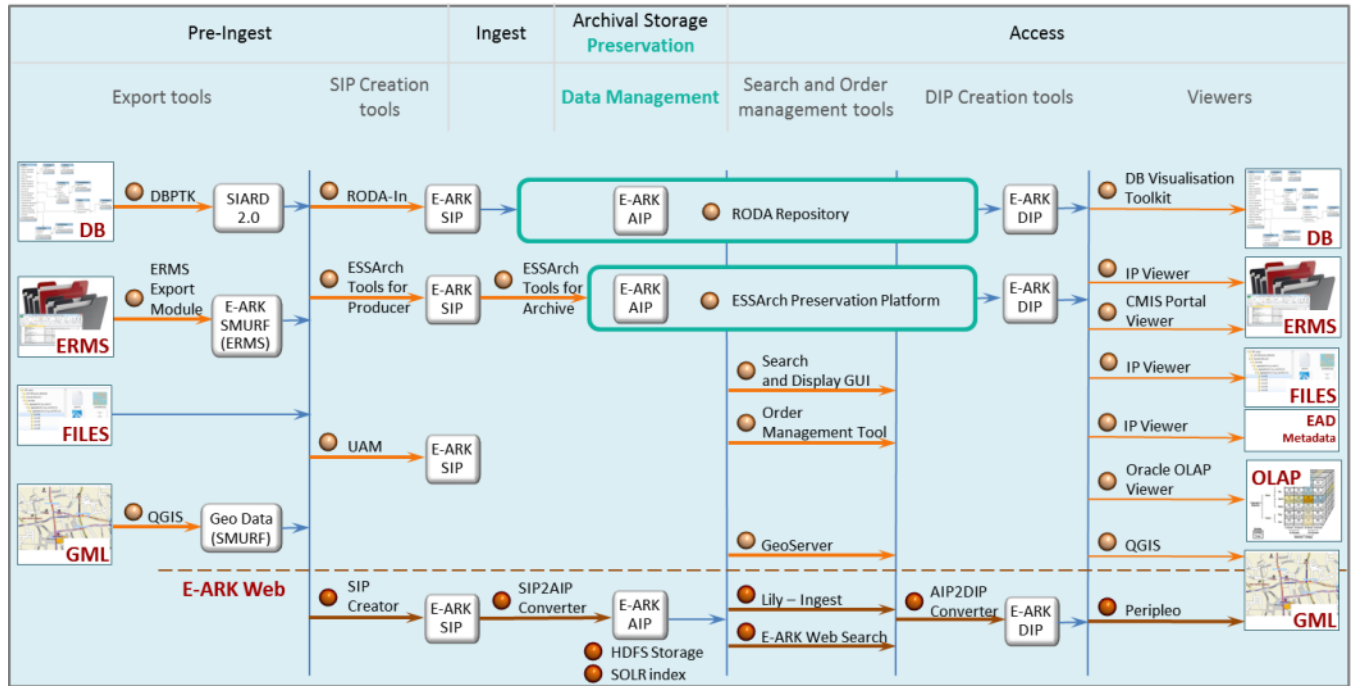 Pre-Ingest
Ingest
Archival Storage
Preservation
Access
Export tools
SIP Creation
tools
Data Management
Search and Order
management tools
DIP Creation tools
Viewers
DB
DBPTK
SIARD
2.0
RODA-In
E-ARK
SIP
E-ARK
AIP
RODA Repository
E-ARK
DIP
DB Visualisation
Toolkit
DB
ERMS
ERMS
Export
Module
E-ARK
SMURF
(ERMS)
ESSArch
Tools for
Producer
E-ARK
SIP
ESSArch
Tools for
Archive
E-ARK
AIP
ESSArch Preservation Platform
E-ARK
DIP
IP Viewer
CMIS Portal
Viewer
ERMS
FILES
Search
and Display GUI
IP Viewer
FILES
UAM
E-ARK
SIP
Order
Management Tool
IP Viewer
EAD
Metadata
Oracle OLAP
Viewer
OLAP
GML
QGIS
Geo Data
(SMURF)
GeoServer
QGIS
E-ARK Web
SIP
Creator
E-ARK
SIP
SIP2AIP
Converter
E-ARK
AIP
HDFS Storage
SOLR index
Lily – Ingest
E-ARK Web Search
AIP2DIP
Converter
E-ARK
DIP
Peripleo
GML